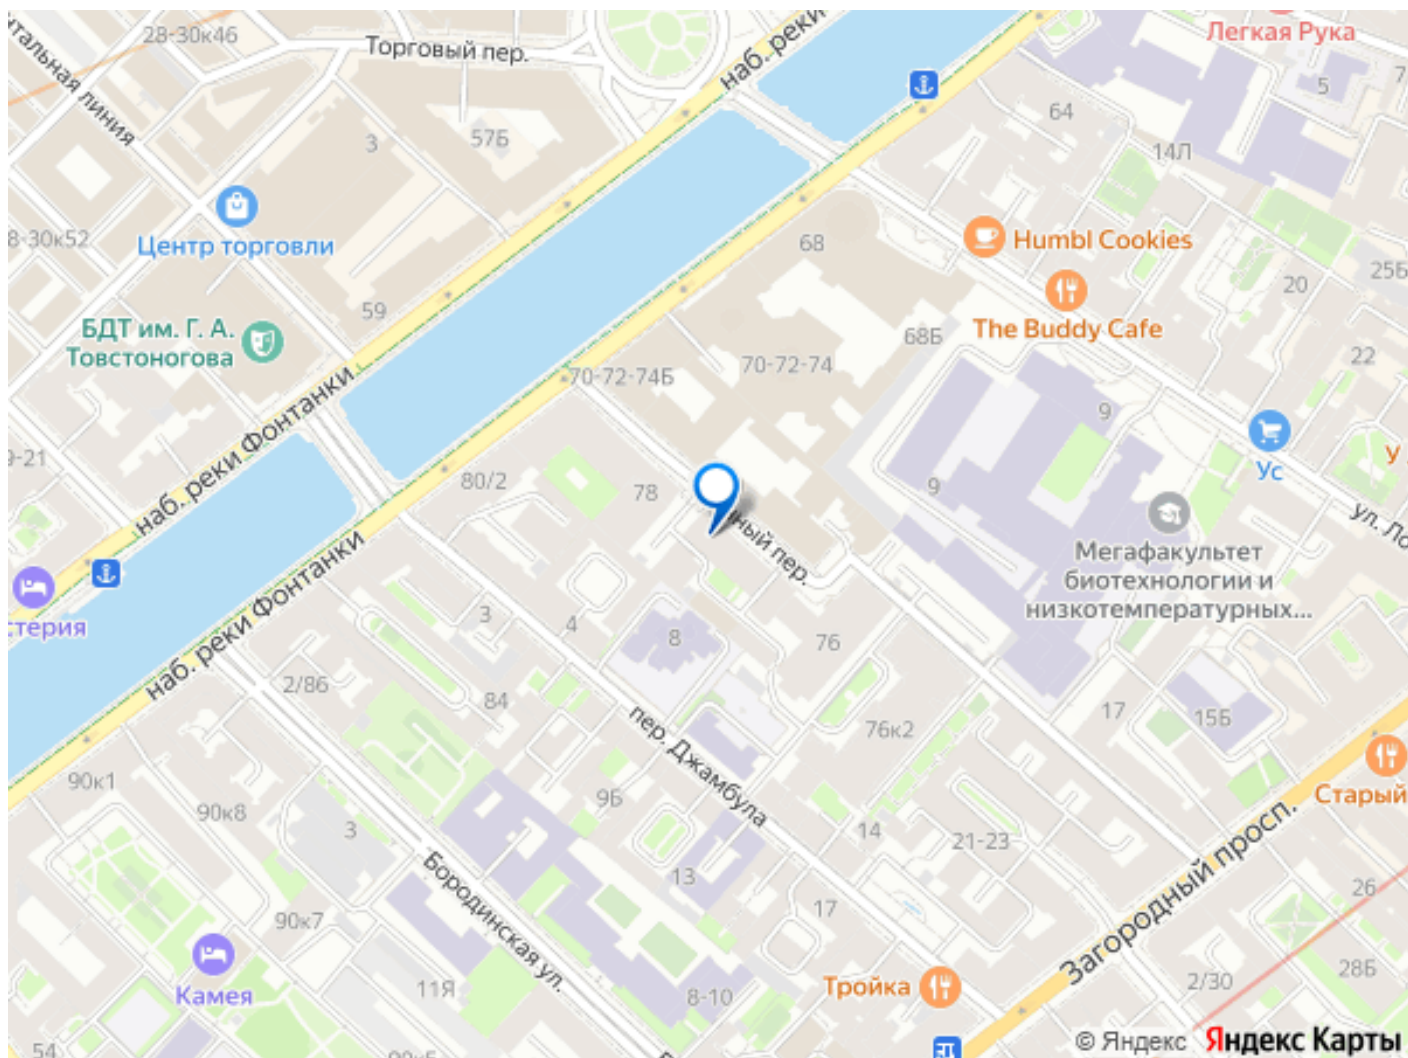 28-30к46
Торговый пер.
наб. реки
Легкая Рука
5
7
64
14Л
57Б
3
итальная линия
8-30к52
Центр торговли
68
Humbl Cookies
20
25Б
59
БДТ им. Г. А.
Товстоногова
The Buddy Cafe
68Б
22
70-72-74Б
70-72-74
9
Ус
У
9-21
наб. реки Фонтанки
80/2
78
9
ный пер.
ул. Ло
Мегафакультет
биотехнологии и
низкотемпературных...
стерия
наб. реки Фонтанки
3
4
8
76
2/86
84
пер. Джамбула
76к2
17
15Б
90к1
90к8
3
9Б
14
21-23
Старый
Загородный просп.
13
17
26
Бородинская ул.
90к7
Камея
11Я
8-10
Тройка
2/30
28Б
54
© Яндекс Яндекс Карты